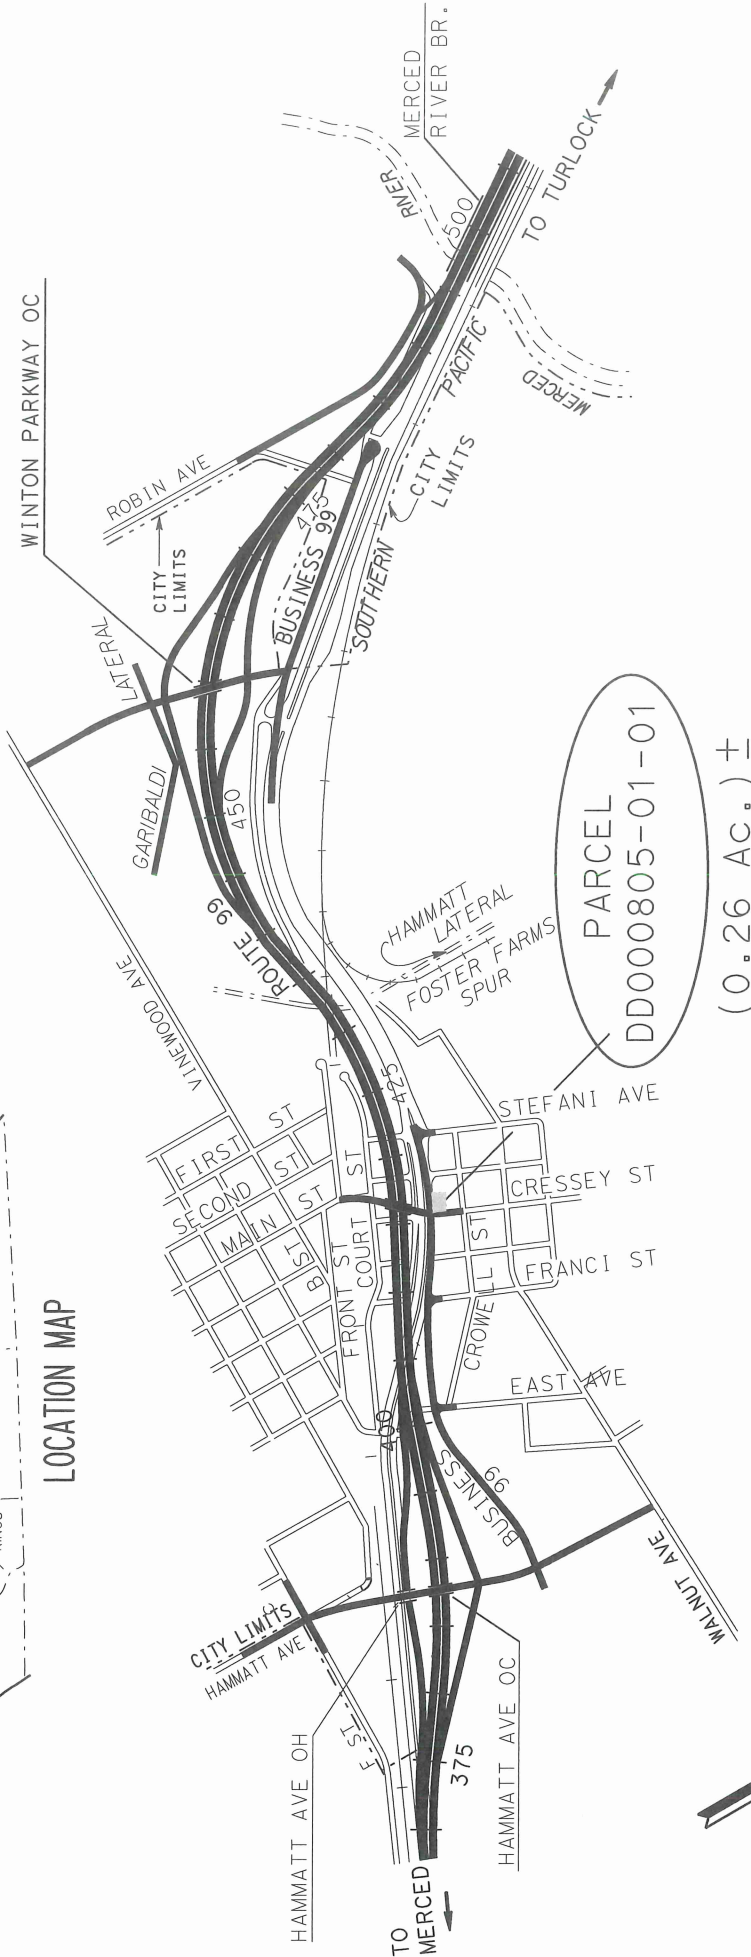 LOCATION MAP
WINTON PARKWAY OC
MERCED
RIVER BR.
RIVER
500
TO TURLOCK
ROBIN AVE
CITY
LIMITS
475
BUSINESS 99
PACIFIC
MERCED
CITY
LIMITS
SOUTHERN
LATERAL
GARIBALDI
450
VINEWOOD AVE
ROUTE 99
HAMMATT
LATERAL
FOSTER FARMS
SPUR
PARCEL
DD000805-01-01
(0.26 Ac.)±
425
FIRST ST
SECOND ST
MAIN ST
B ST
FRONT ST
COURT ST
STEFANI AVE
CRESSEY ST
CROWELL ST
FRANCI ST
EAST AVE
400
BUSINESS
99
WALNUT AVE
CITY LIMITS
HAMMATT AVE
F ST
HAMMATT AVE OH
HAMMATT AVE OC
375
TO
MERCED